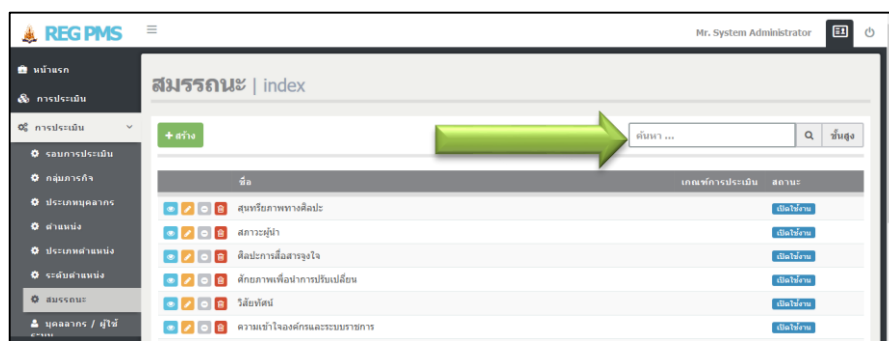 REG PMS
Mr. System Administrator
หน้าแรก
การประเมิน
การประเมิน
รอบการประเมิน
กลุ่มภารกิจ
ประเภทบุคลากร
ตำแหน่ง
ประเภทตำแหน่ง
ระดับตำแหน่ง
สมรรถนะ
บุคลากร / ผู้ใช้
ระบบ
สมรรถนะ | index
+ สร้าง
ค้นหา ...
ขั้นสูง
ชื่อ เกณฑ์การประเมิน สถานะ
สุนทรียภาพทางศิลปะ เปิดใช้งาน
สภาวะผู้นำ เปิดใช้งาน
ศิลปะการสื่อสารจูงใจ เปิดใช้งาน
ศักยภาพเพื่อนำการปรับเปลี่ยน เปิดใช้งาน
วิสัยทัศน์ เปิดใช้งาน
ความเข้าใจองค์กรและระบบราชการ เปิดใช้งาน